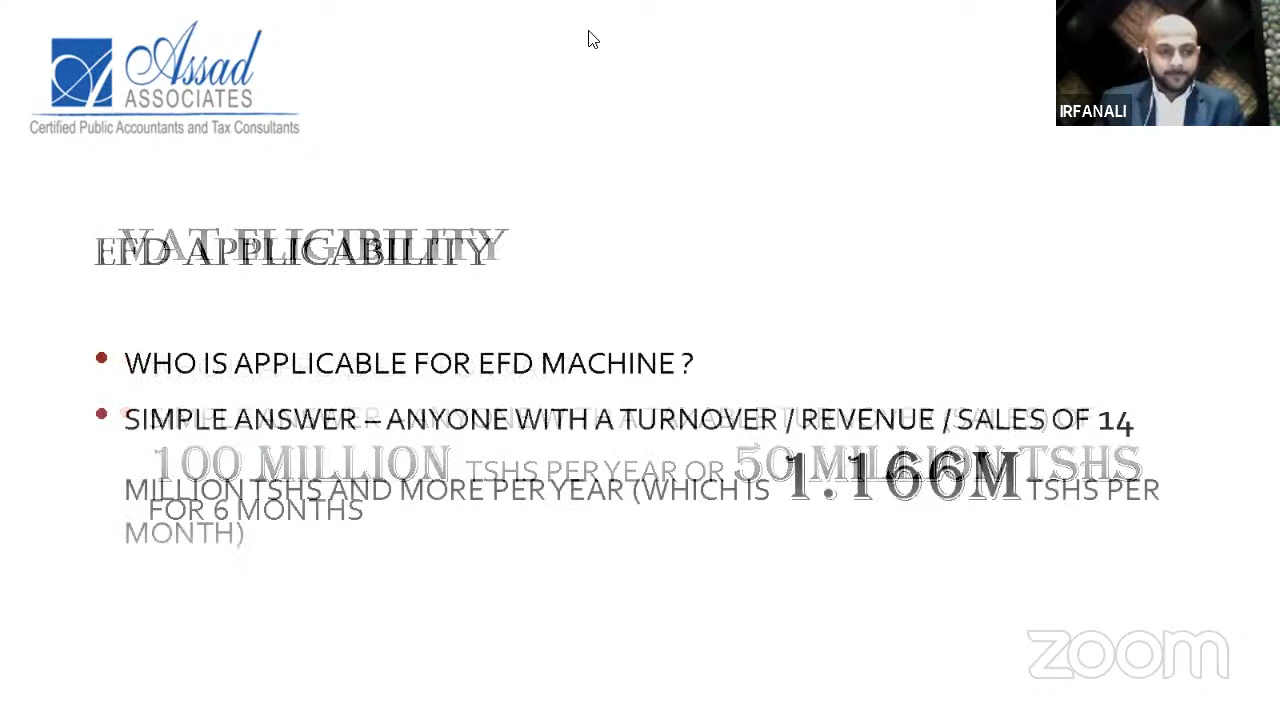 Assad
ASSOCIATES
Certified Public Accountants and Tax Consultants
IRFANALI
VAT ELIGIBILITY
EFD APPLICABILITY
• WHO IS APPLICABLE FOR EFD MACHINE ?
• SIMPLE ANSWER – ANYONE WITH A TURNOVER / REVENUE / SALES OF 14
100 MILLION TSHS PER YEAR OR 50 MILLION TSHS
MILLION TSHS AND MORE PER YEAR (WHICH IS 1.166M TSHS PER
FOR 6 MONTHS
MONTH)
zoom